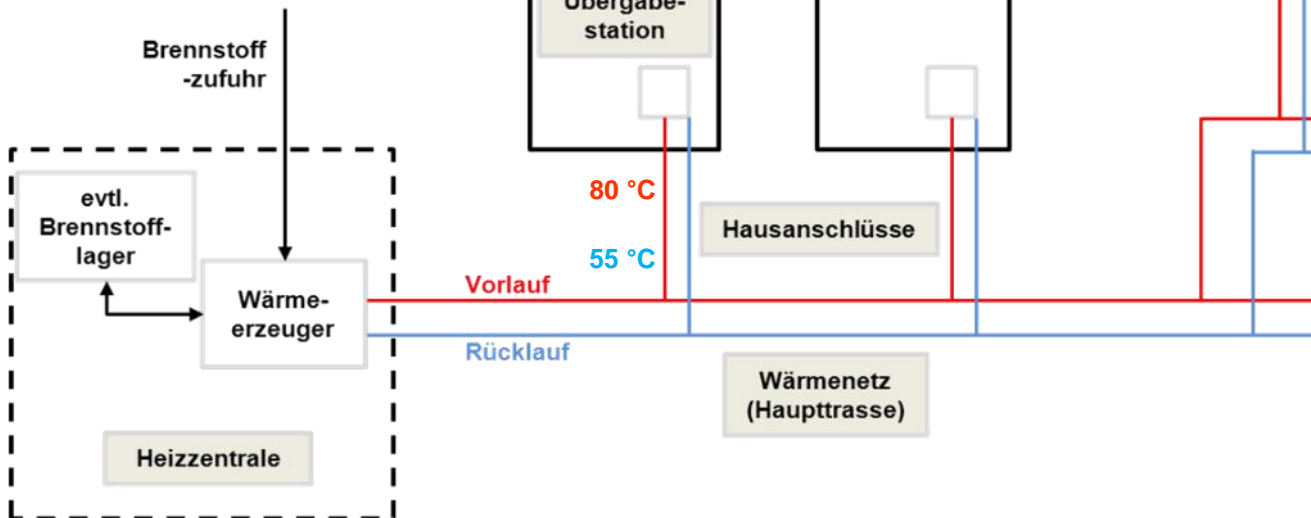 Übergabe-
station
Brennstoff
-zufuhr
evtl.
Brennstoff-
lager
80 °C
55 °C
Hausanschlüsse
Vorlauf
Wärme-
erzeuger
Rücklauf
Wärmenetz
(Haupttrasse)
Heizzentrale